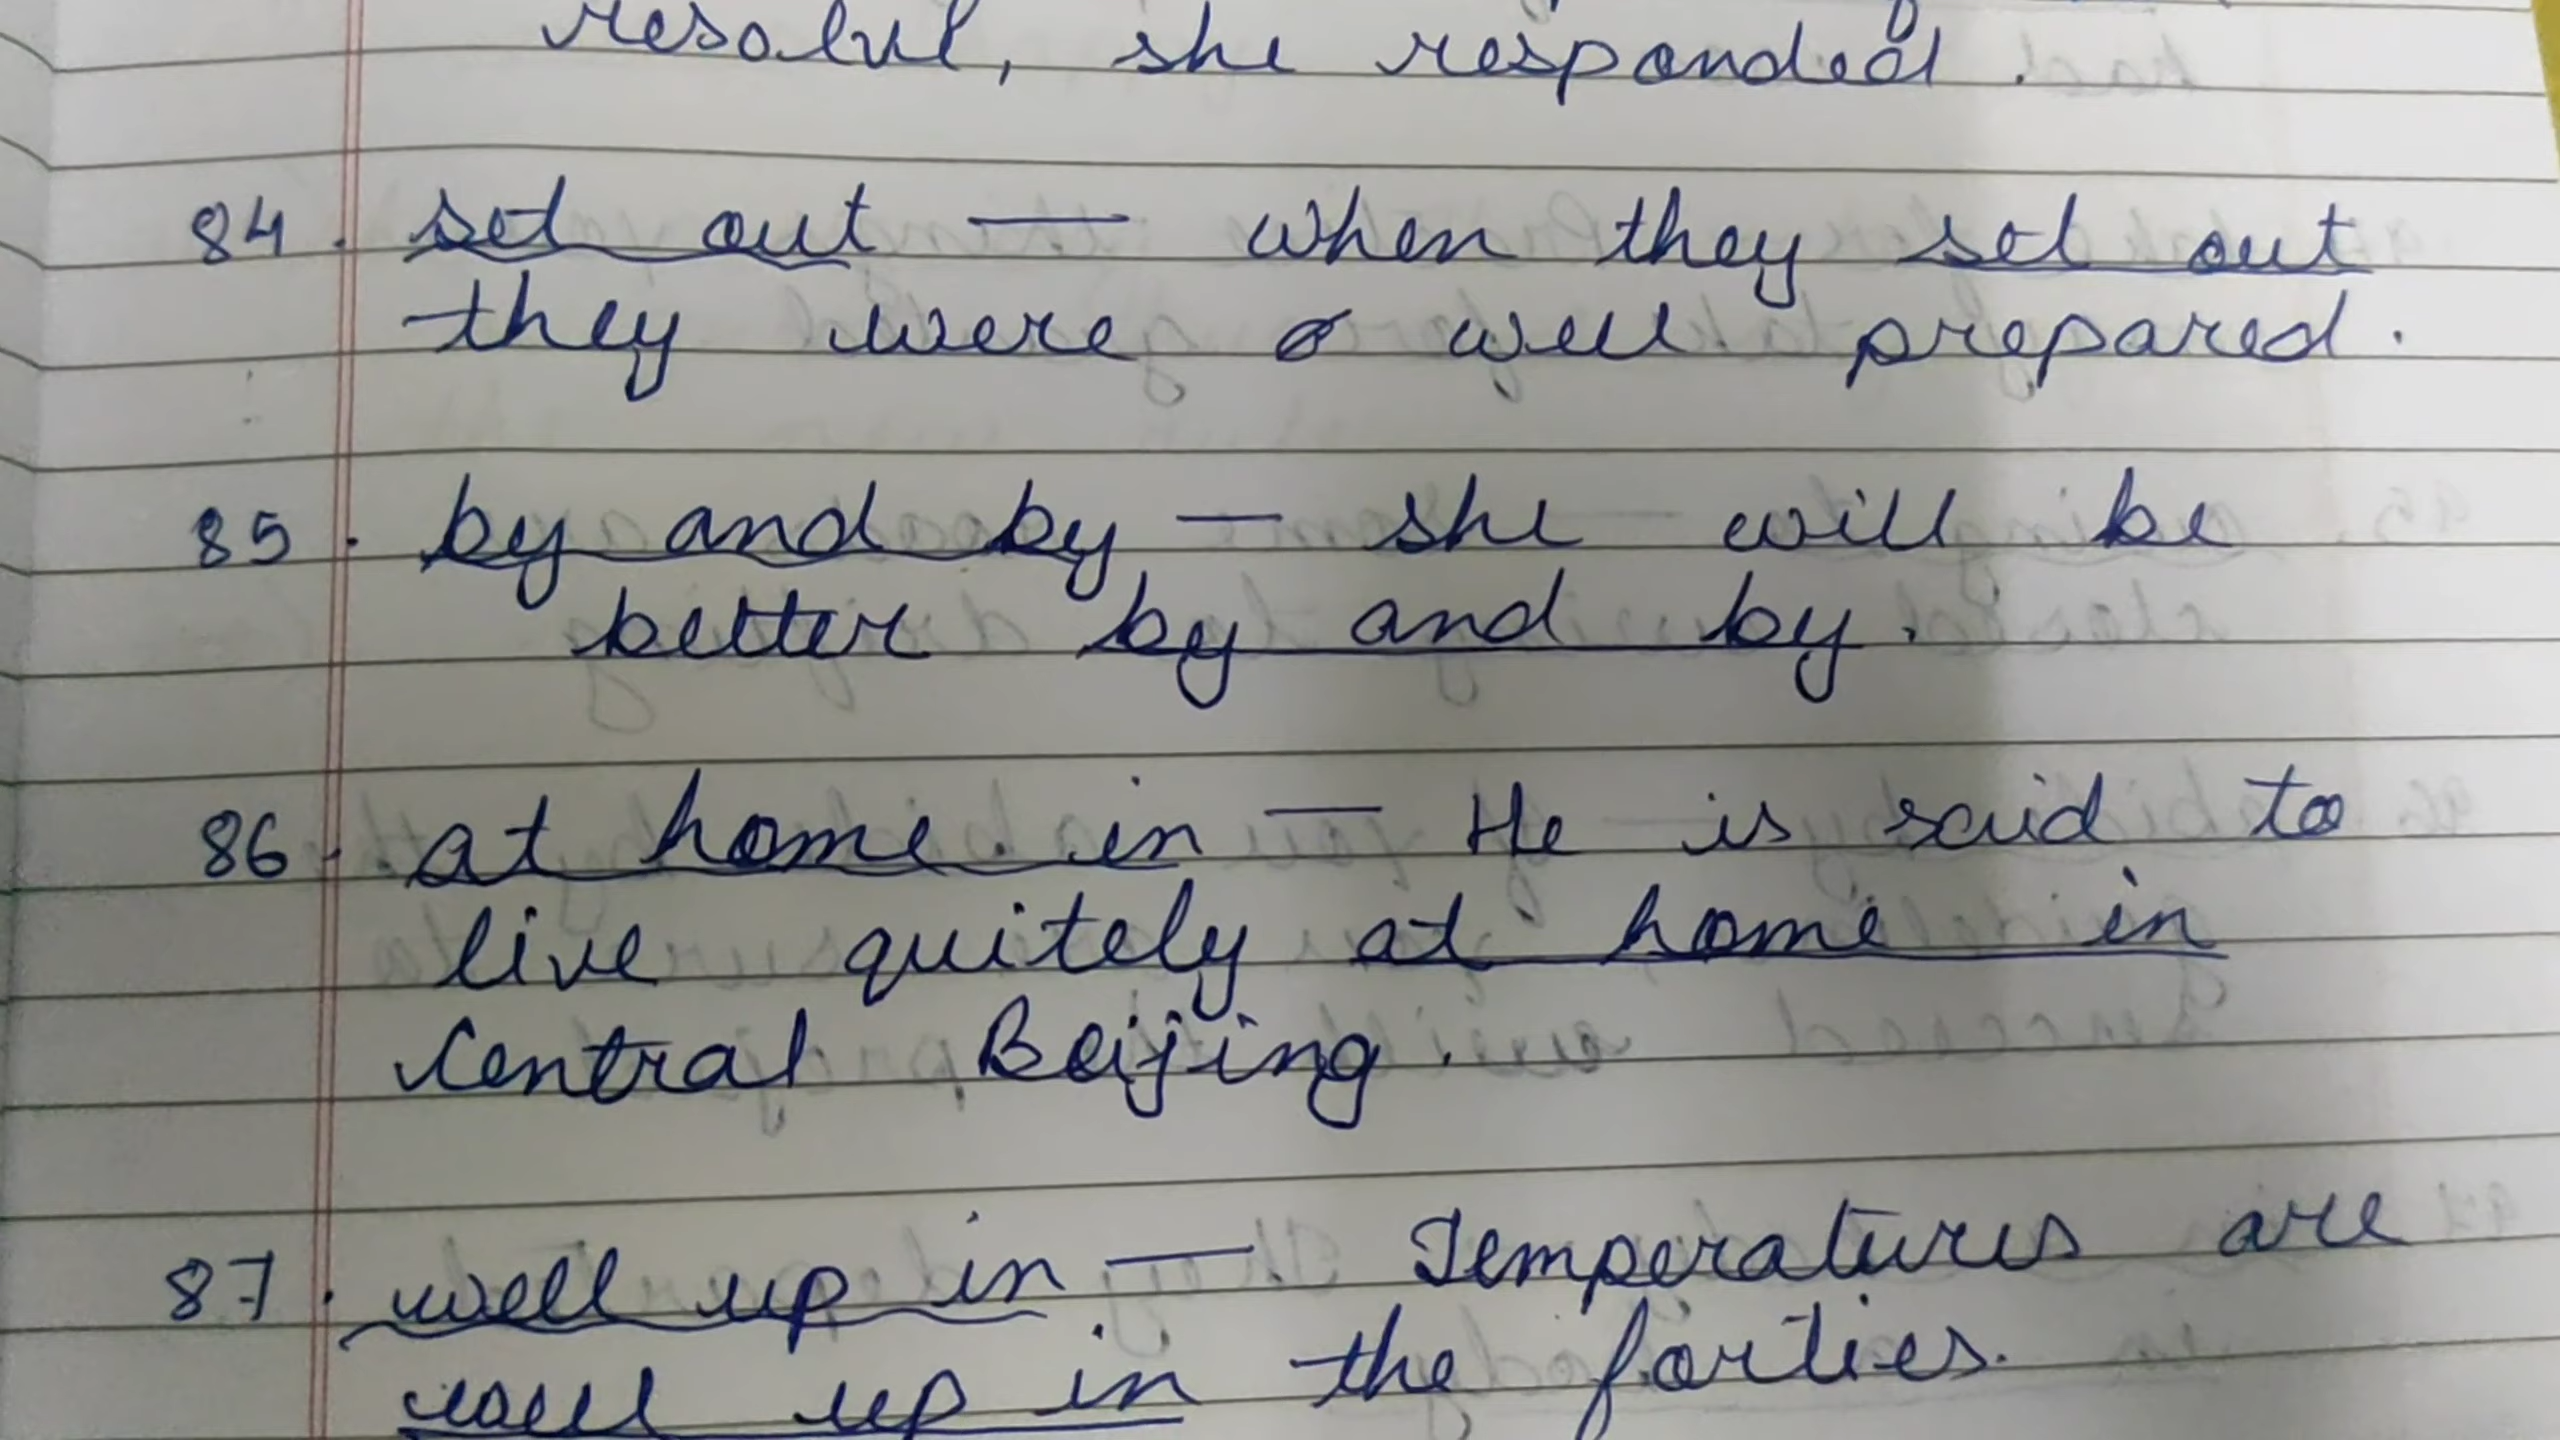 resolve, she responded.
84. set out — when they set out
they were well prepared.
85. by and by — she will be
better by and by.
86. at home in — He is said to
live quitely at home in
Central Beijing.
87. well up in — Temperatures are
well up in the forties.